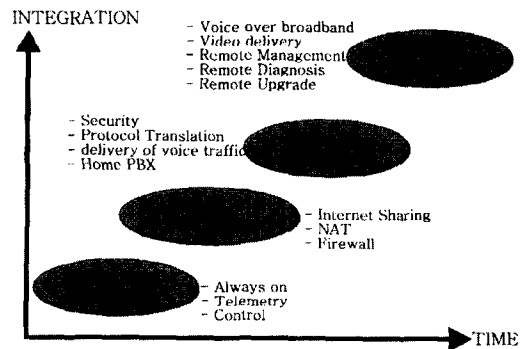 INTEGRATION
- Voice over broadband
- Video delivery
- Remote Management
- Remote Diagnosis
- Remote Upgrade
- Security
- Protocol Translation
- delivery of voice traffic
- Home PBX
- Internet Sharing
- NAT
- Firewall
- Always on
- Telemetry
- Control
TIME